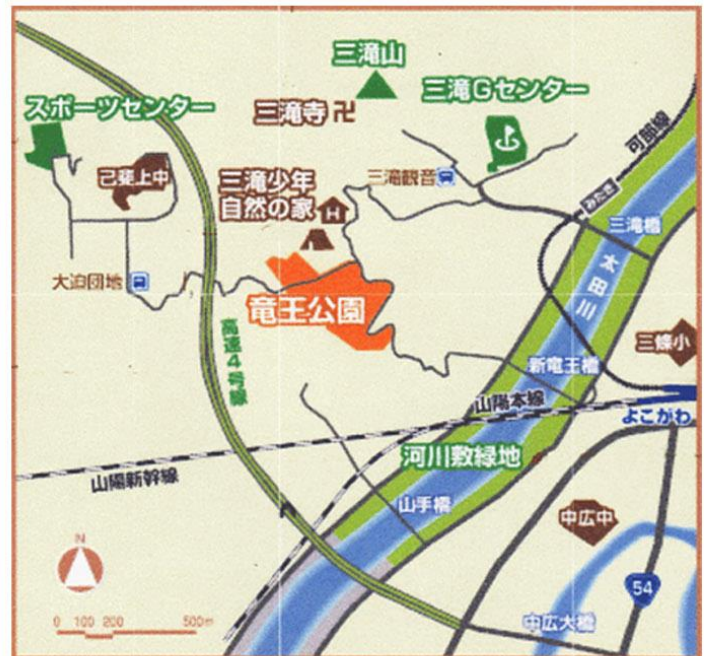 三滝山
三滝Gセンター
スポーツセンター
三滝寺卍
可部線
己斐上中
三滝少年
自然の家
三滝観音
みたき
三滝橋
H
大迫団地
太田川
竜王公園
高速4号線
三篠小
新竜王橋
山陽本線
よこがわ
河川敷緑地
山陽新幹線
山手橋
中広中
N
54
0 100 200 500m
中広大橋